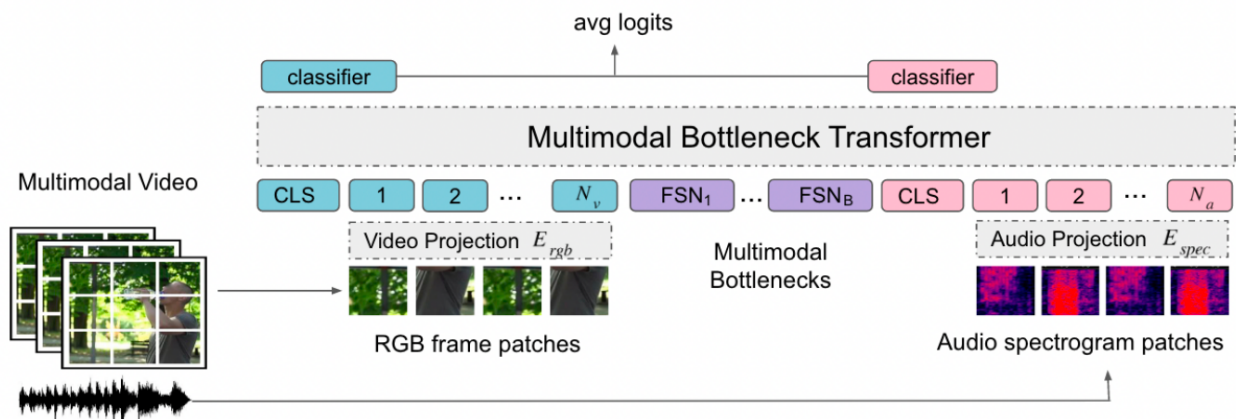 avg logits
classifier classifier
Multimodal Bottleneck Transformer
Multimodal Video
CLS 1 2 ... N_v FSN₁ ... FSN_B CLS 1 2 ... N_a
Video Projection E_rgb
Multimodal
Bottlenecks
Audio Projection E_spec
RGB frame patches
Audio spectrogram patches